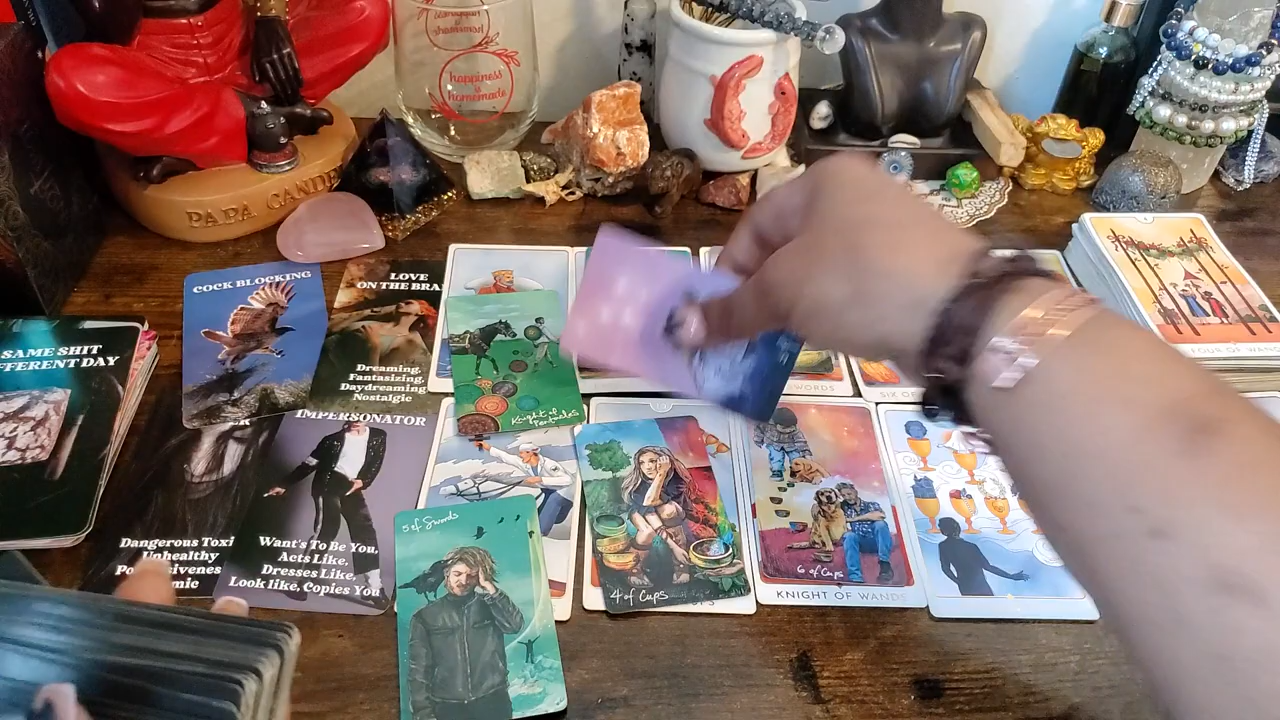 happiness
is
homemade
PAPA CANDE
COCK BLOCKING
LOVE
ON THE BRA
Dreaming,
Fantasizing,
Daydreaming
Nostalgic
SAME SHIT
FFERENT DAY
Knight of
Pentacles
WORDS
SIX OF
FOUR OF WANDS
IMPERSONATOR
Dangerous Toxi
Unhealthy
Want's To Be You,
Acts Like,
Dresses Like,
Look like, Copies You
5 of Swords
4 of Cups
6 of Cups
KNIGHT OF WANDS